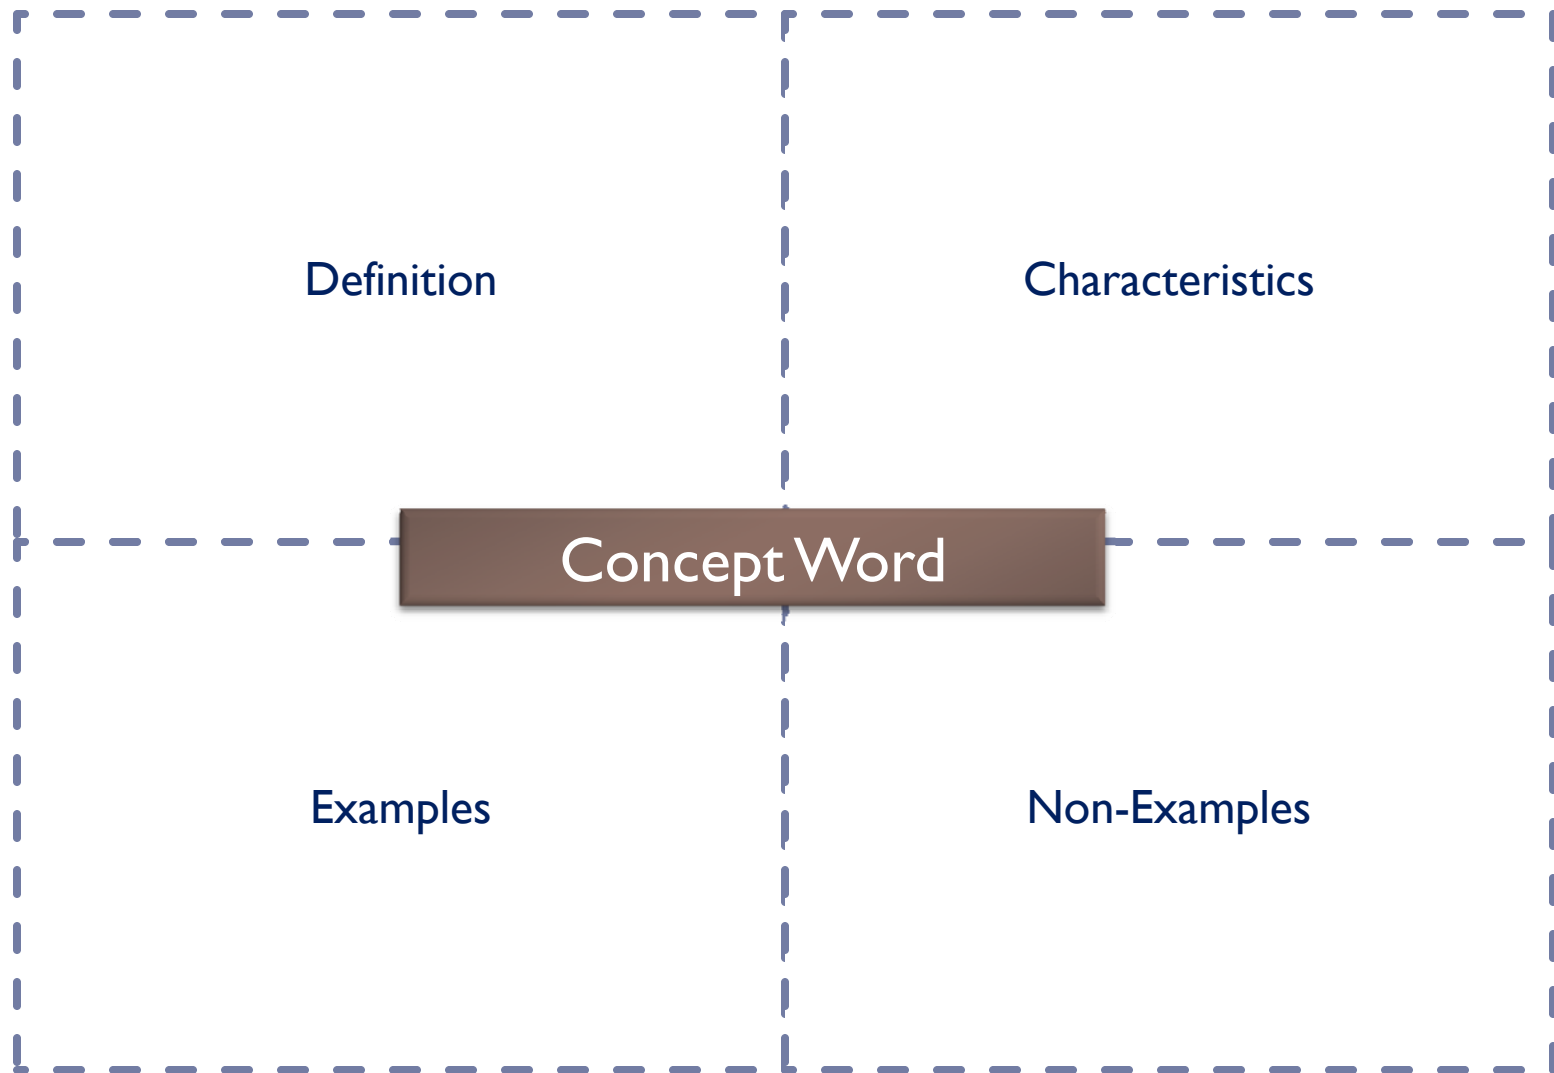 Definition
Characteristics
Concept Word
Examples
Non-Examples